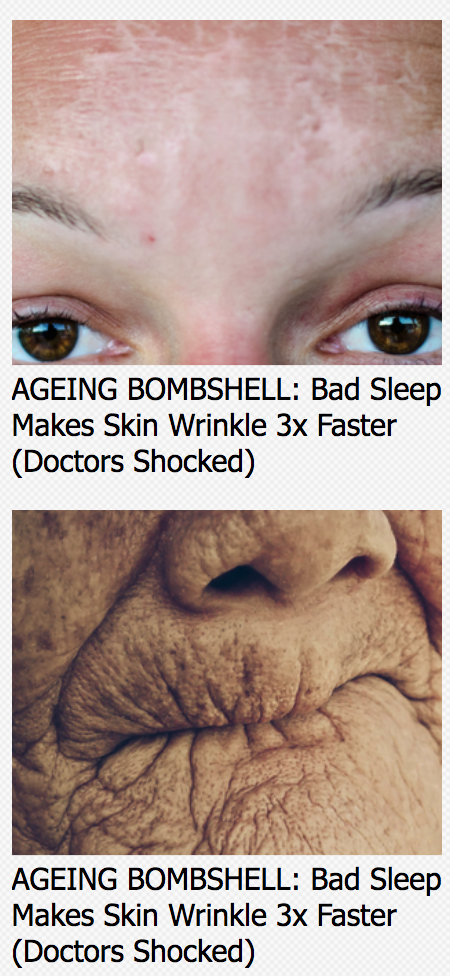 AGEING BOMBSHELL: Bad Sleep
Makes Skin Wrinkle 3x Faster
(Doctors Shocked)
AGEING BOMBSHELL: Bad Sleep
Makes Skin Wrinkle 3x Faster
(Doctors Shocked)